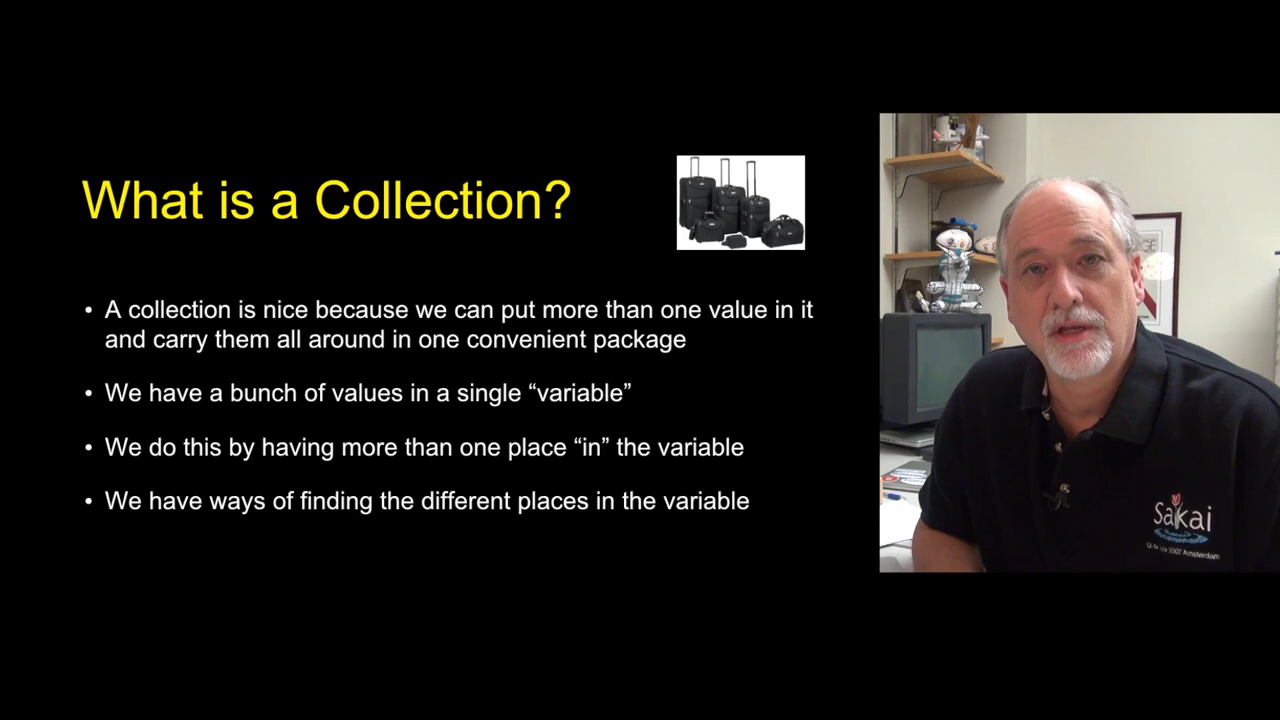 What is a Collection?
• A collection is nice because we can put more than one value in it
and carry them all around in one convenient package
• We have a bunch of values in a single “variable”
• We do this by having more than one place “in” the variable
• We have ways of finding the different places in the variable
Sakai
2007 Amsterdam